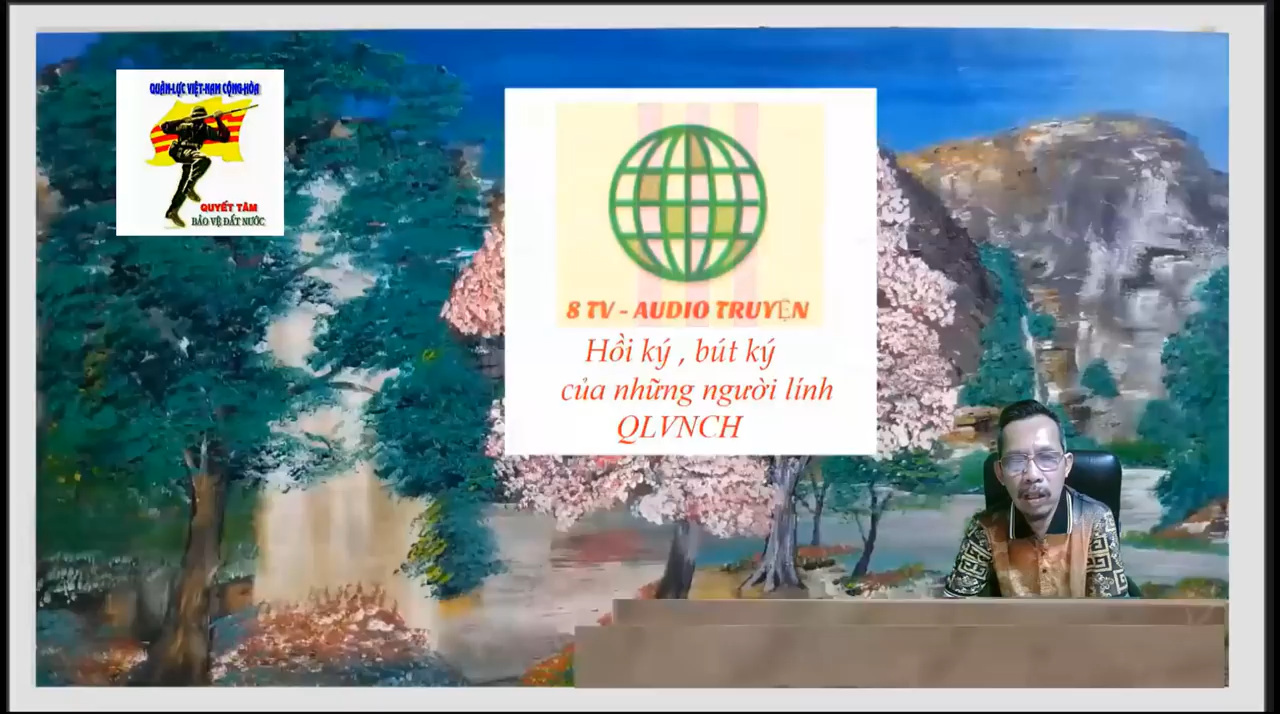 QUÂN-LỰC VIỆT-NAM CỘNG-HÒA
QUYẾT TÂM
BẢO VỆ ĐẤT NƯỚC
8 TV - AUDIO TRUYỆN
Hồi ký , bút ký
của những người lính
QLVNCH